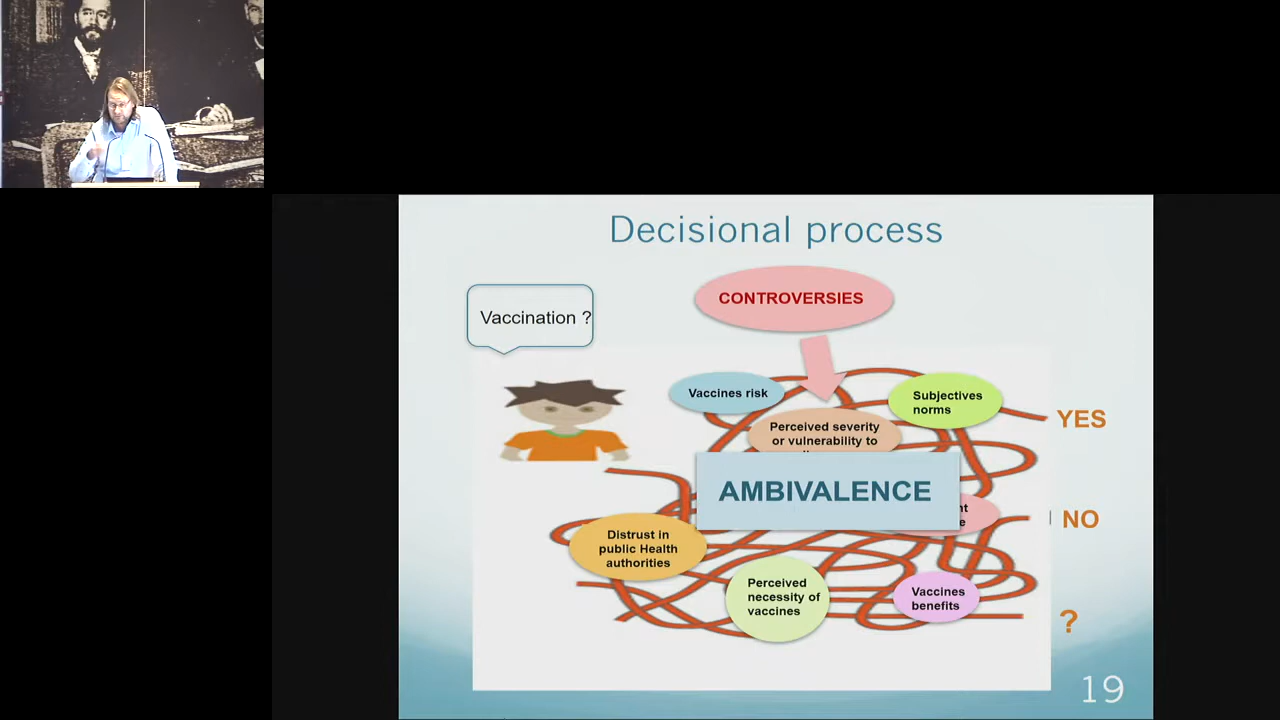 Decisional process
CONTROVERSIES
Vaccination ?
Vaccines risk
Subjectives
norms
YES
Perceived severity
or vulnerability to
AMBIVALENCE
NO
Distrust in
public Health
authorities
Perceived
necessity of
vaccines
Vaccines
benefits
?
19